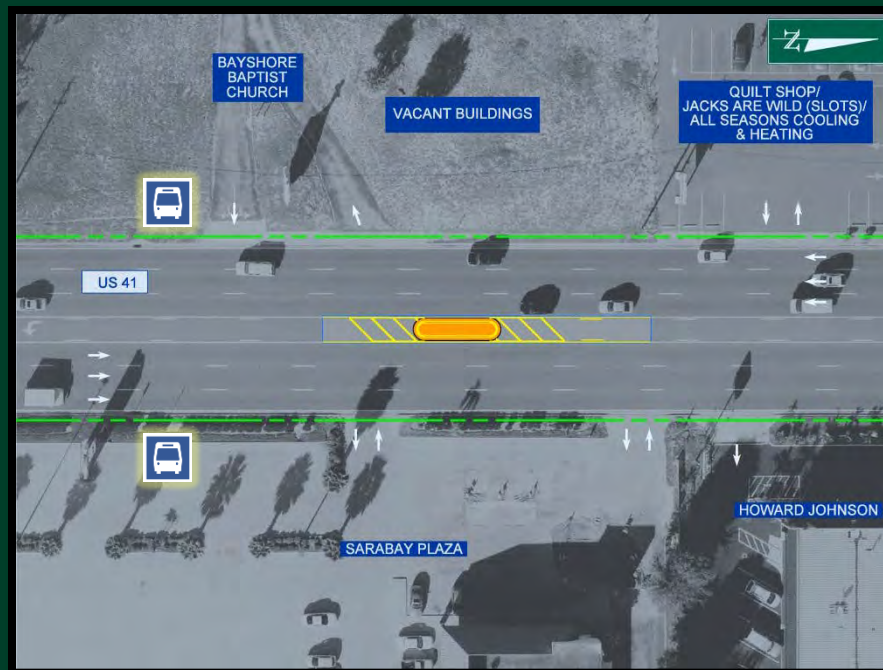 N
BAYSHORE
BAPTIST
CHURCH
VACANT BUILDINGS
QUILT SHOP/
JACKS ARE WILD (SLOTS)/
ALL SEASONS COOLING
& HEATING
US 41
SARABAY PLAZA
HOWARD JOHNSON